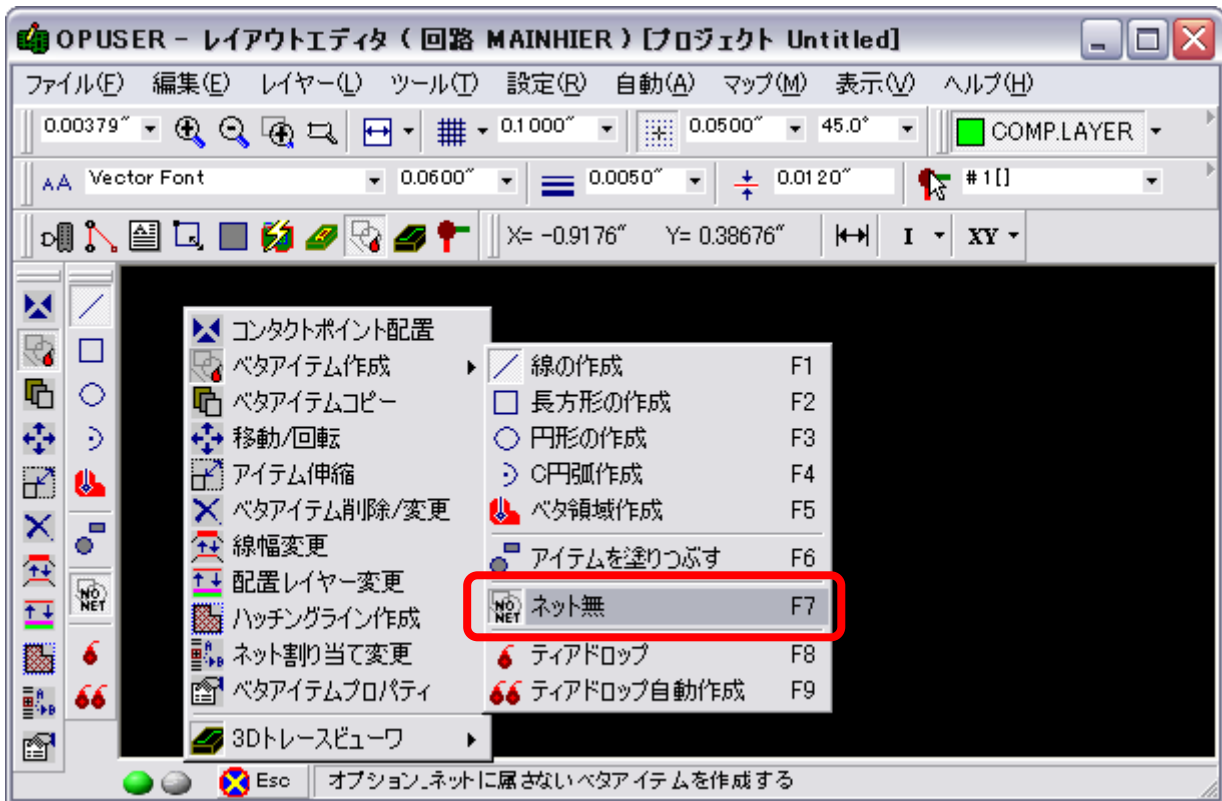 OPUSER - レイアウトエディタ ( 回路 MAINHIER ) [プロジェクト Untitled]
ファイル(F) 編集(E) レイヤー(L) ツール(T) 設定(R) 自動(A) マップ(M) 表示(V) ヘルプ(H)
0.00379″ 0.1000″ 0.0500″ 45.0° COMP.LAYER
AA Vector Font 0.0600″ 0.0050″ 0.0120″ #1[]
X= -0.9176″ Y= 0.38676″ I XY
コンタクトポイント配置
ベタアイテム作成
ベタアイテムコピー
移動/回転
アイテム伸縮
ベタアイテム削除/変更
線幅変更
配置レイヤー変更
ハッチングライン作成
ネット割り当て変更
ベタアイテムプロパティ
3Dトレースビューワ
線の作成 F1
長方形の作成 F2
円形の作成 F3
C円弧作成 F4
ベタ領域作成 F5
アイテムを塗りつぶす F6
NO NET ネット無 F7
ティアドロップ F8
ティアドロップ自動作成 F9
NO
NET
Esc オプション_ネットに属さないベタアイテムを作成する